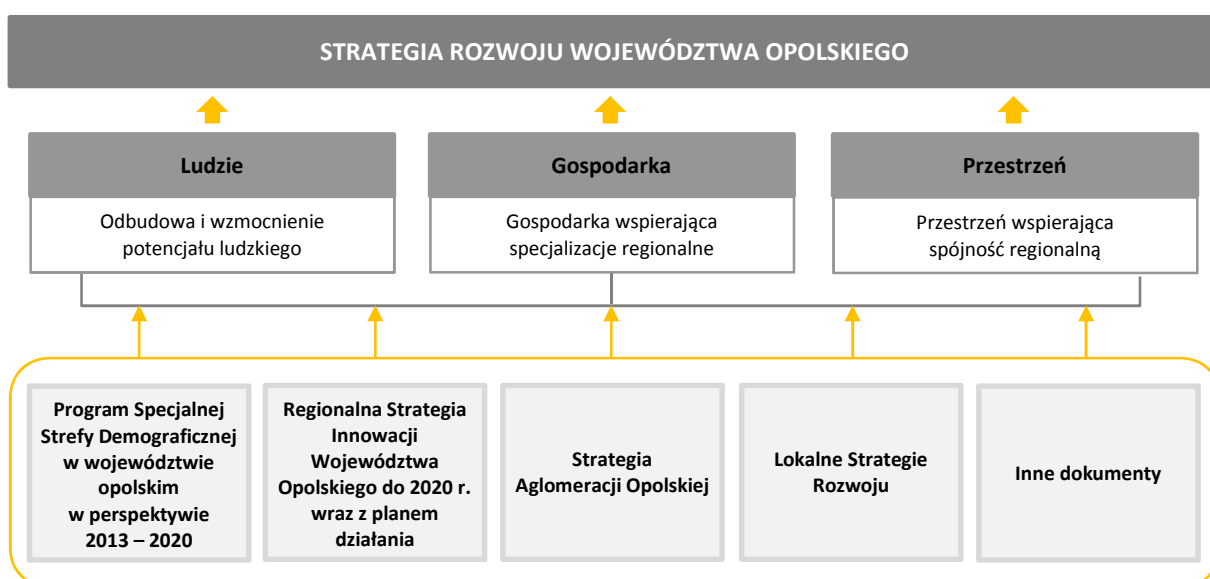 STRATEGIA ROZWOJU WOJEWÓDZTWA OPOLSKIEGO
Ludzie
Odbudowa i wzmocnienie
potencjału ludzkiego
Gospodarka
Gospodarka wspierająca
specjalizacje regionalne
Przestrzeń
Przestrzeń wspierająca
spójność regionalną
Program Specjalnej
Strefy Demograficznej
w województwie
opolskim
w perspektywie
2013 – 2020
Regionalna Strategia
Innowacji
Województwa
Opolskiego do 2020 r.
wraz z planem
działania
Strategia
Aglomeracji Opolskiej
Lokalne Strategie
Rozwoju
Inne dokumenty